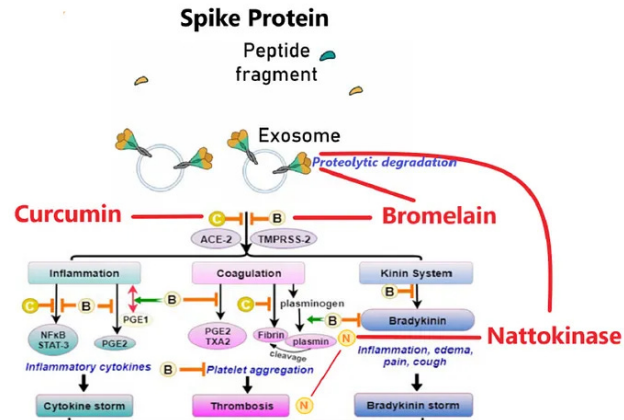 Spike Protein
Peptide
fragment
Exosome
Proteolytic degradation
Curcumin
C
B
Bromelain
ACE-2
TMPRSS-2
Inflammation
Coagulation
Kinin System
C
B
PGE1
B
C
plasminogen
B
B
Bradykinin
NFκB
STAT-3
PGE2
PGE2
TXA2
Fibrin
plasmin
cleavage
N
Nattokinase
Inflammatory cytokines
B
Platelet aggregation
Inflammation, edema,
pain, cough
Cytokine storm
Thrombosis
N
Bradykinin storm